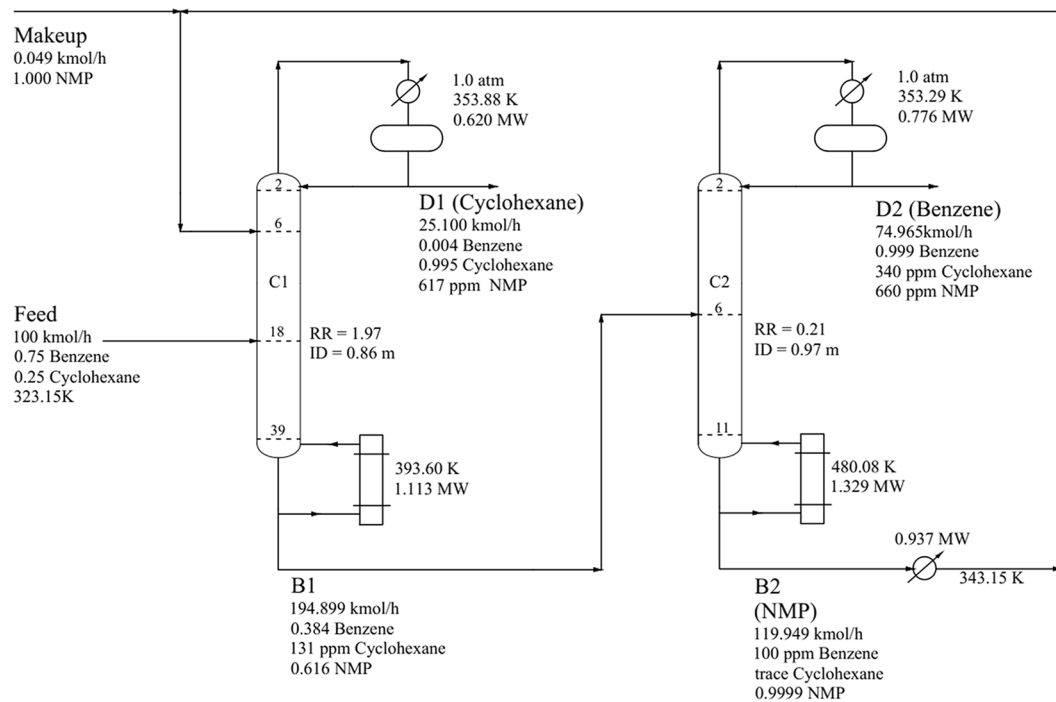 Makeup
0.049 kmol/h
1.000 NMP
1.0 atm
353.88 K
0.620 MW
1.0 atm
353.29 K
0.776 MW
2
2
D1 (Cyclohexane)
25.100 kmol/h
0.004 Benzene
0.995 Cyclohexane
617 ppm NMP
D2 (Benzene)
74.965kmol/h
0.999 Benzene
340 ppm Cyclohexane
660 ppm NMP
6
C1
C2
6
Feed
100 kmol/h
0.75 Benzene
0.25 Cyclohexane
323.15K
18
RR = 1.97
ID = 0.86 m
RR = 0.21
ID = 0.97 m
39
11
393.60 K
1.113 MW
480.08 K
1.329 MW
0.937 MW
343.15 K
B1
194.899 kmol/h
0.384 Benzene
131 ppm Cyclohexane
0.616 NMP
B2
(NMP)
119.949 kmol/h
100 ppm Benzene
trace Cyclohexane
0.9999 NMP